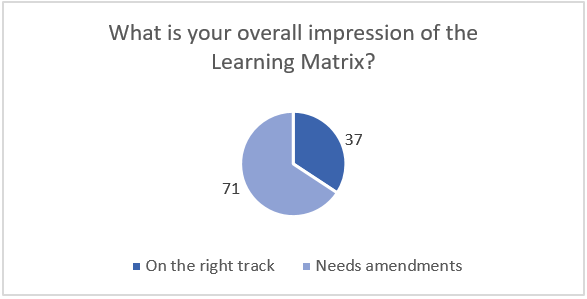 What is your overall impression of the
Learning Matrix?
37
71
On the right track
Needs amendments